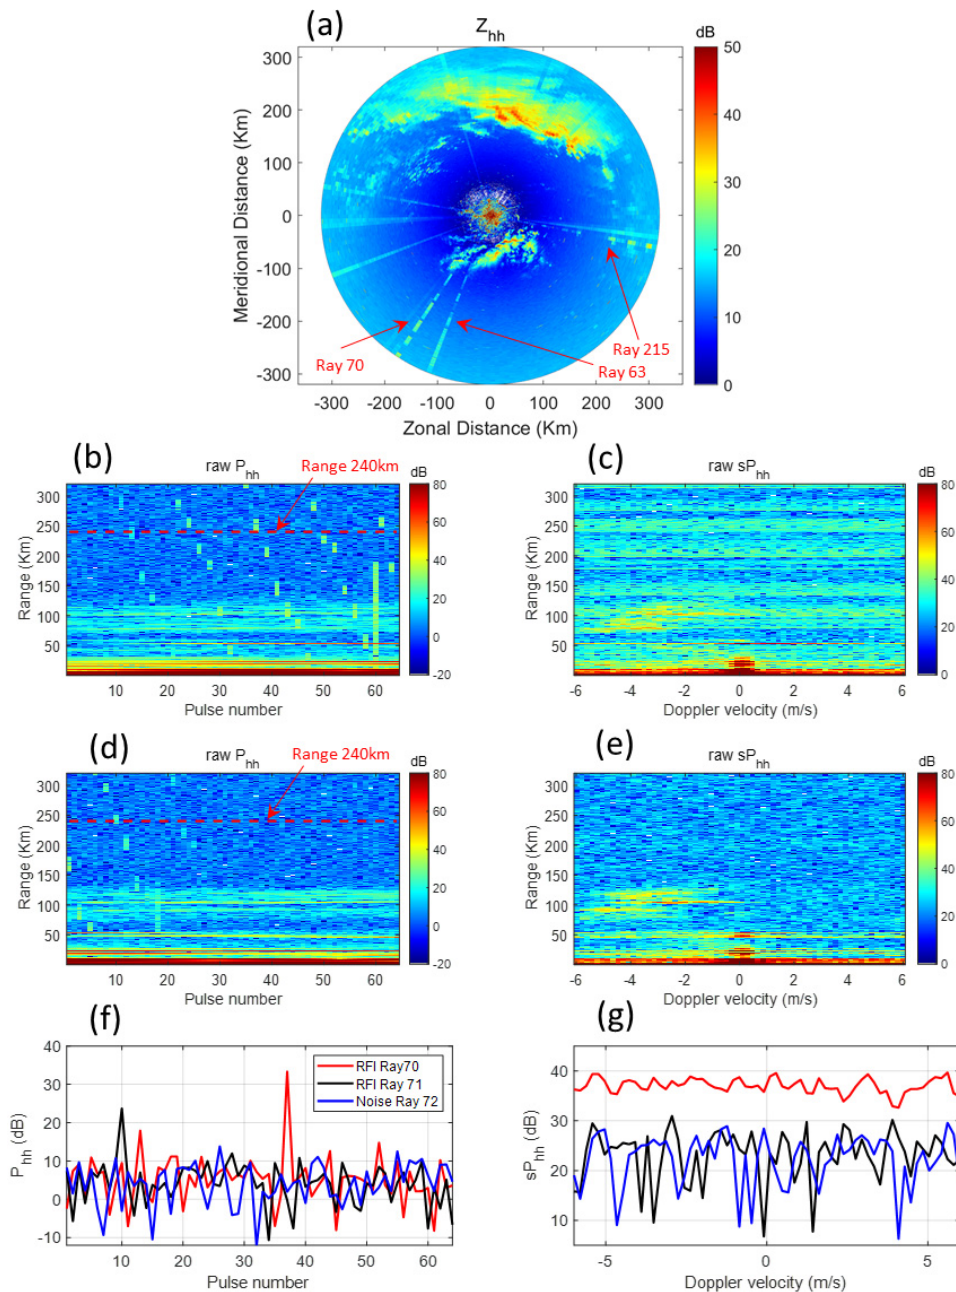 (a)
Z_hh
dB
Meridional Distance (Km)
300
200
100
0
-100
-200
-300
-300 -200 -100 0 100 200 300
Zonal Distance (Km)
50
40
30
20
10
0
Ray 70
Ray 215
Ray 63
(b)
raw P_hh
Range 240km
dB
Range (Km)
300
250
200
150
100
50
10 20 30 40 50 60
Pulse number
80
60
40
20
0
-20
(c)
raw sP_hh
dB
Range (Km)
300
250
200
150
100
50
-6 -4 -2 0 2 4 6
Doppler velocity (m/s)
80
60
40
20
0
(d)
raw P_hh
Range 240km
dB
Range (Km)
300
250
200
150
100
50
10 20 30 40 50 60
Pulse number
80
60
40
20
0
-20
(e)
raw sP_hh
dB
Range (Km)
300
250
200
150
100
50
-6 -4 -2 0 2 4 6
Doppler velocity (m/s)
80
60
40
20
0
(f)
P_hh (dB)
40
30
20
10
0
-10
10 20 30 40 50 60
Pulse number
RFI Ray70
RFI Ray 71
Noise Ray 72
(g)
sP_hh (dB)
40
30
20
10
-5 0 5
Doppler velocity (m/s)